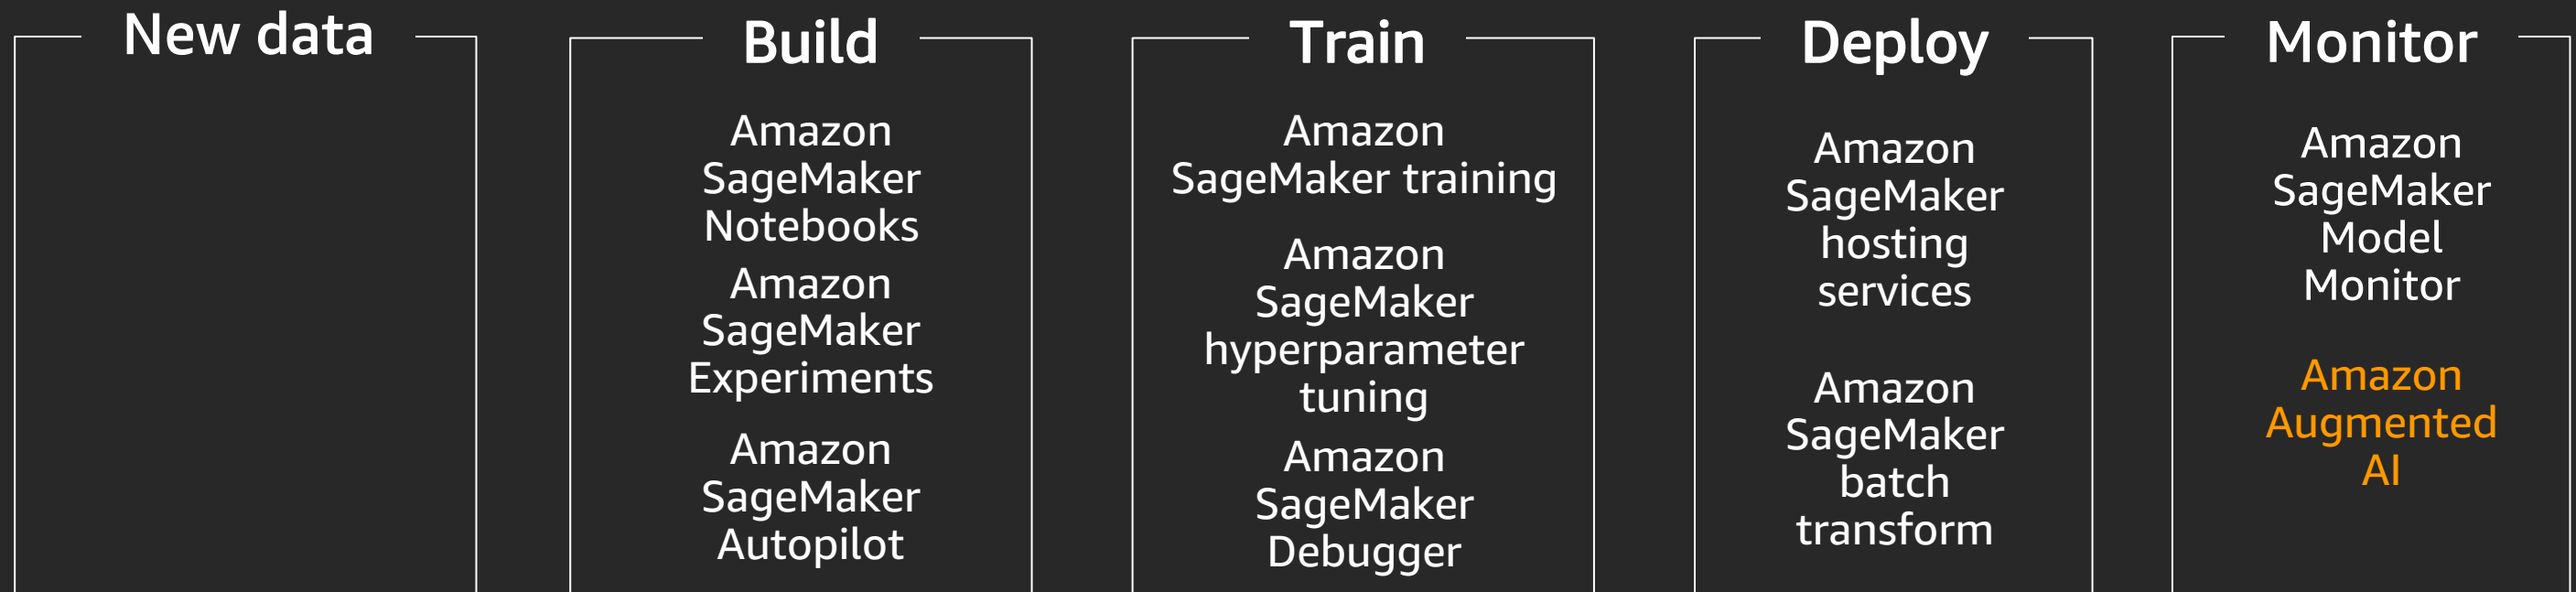 New data
Build
Amazon
SageMaker
Notebooks
Amazon
SageMaker
Experiments
Amazon
SageMaker
Autopilot
Train
Amazon
SageMaker training
Amazon
SageMaker
hyperparameter
tuning
Amazon
SageMaker
Debugger
Deploy
Amazon
SageMaker
hosting
services
Amazon
SageMaker
batch
transform
Monitor
Amazon
SageMaker
Model
Monitor
Amazon
Augmented
AI